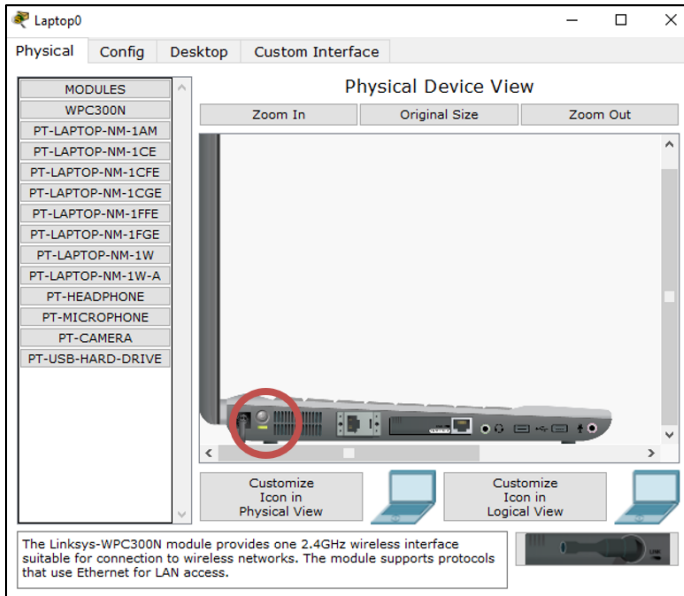 Laptop0
Physical
Config
Desktop
Custom Interface
MODULES
WPC300N
PT-LAPTOP-NM-1AM
PT-LAPTOP-NM-1CE
PT-LAPTOP-NM-1CFE
PT-LAPTOP-NM-1CGE
PT-LAPTOP-NM-1FFE
PT-LAPTOP-NM-1FGE
PT-LAPTOP-NM-1W
PT-LAPTOP-NM-1W-A
PT-HEADPHONE
PT-MICROPHONE
PT-CAMERA
PT-USB-HARD-DRIVE
Physical Device View
Zoom In
Original Size
Zoom Out
Customize
Icon in
Physical View
Customize
Icon in
Logical View
The Linksys-WPC300N module provides one 2.4GHz wireless interface
suitable for connection to wireless networks. The module supports protocols
that use Ethernet for LAN access.
LINK